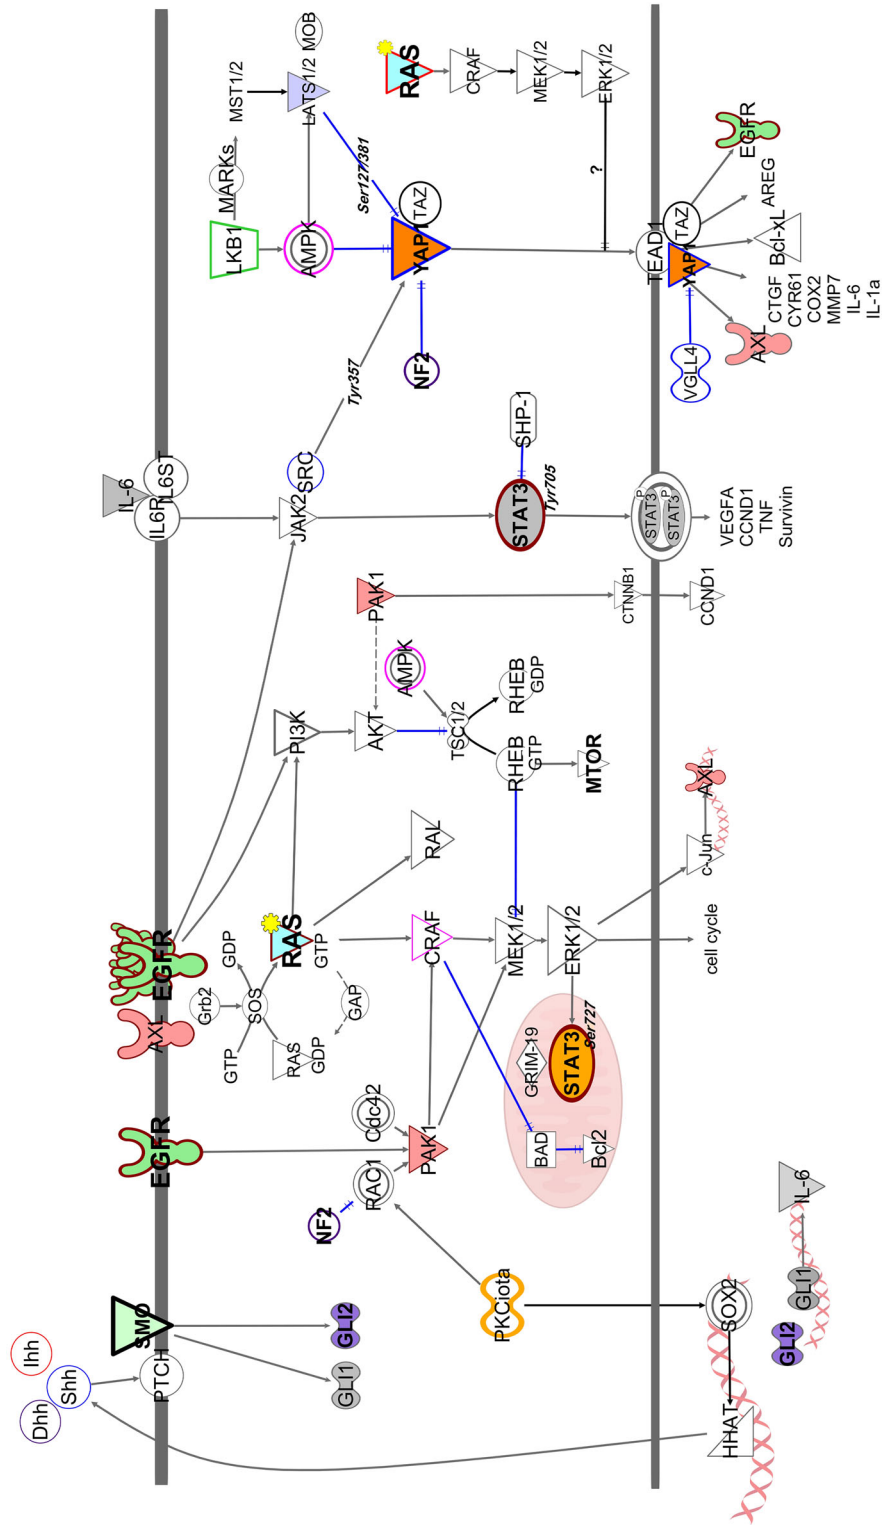 Dhh
Ihh
Shh
PTCH
SMO
GLI1
GLI2
EGFR
AXL
EGFR
IL-6
IL6R
IL6ST
NF2
RAC1
Cdc42
PAK1
PKCiota
GTP
GDP
Grb2
SOS
RAS
GDP
GAP
RAS
GTP
PI3K
AKT
RAL
CRAF
MEK1/2
ERK1/2
GRIM-19
STAT3
Ser727
BAD
Bcl2
AMPK
TSC1/2
RHEB
GDP
RHEB
GTP
MTOR
PAK1
CTNNB1
CCND1
JAK2
SRC
Tyr357
STAT3
Tyr705
SHP-1
STAT3
P
STAT3
P
VEGFA
CCND1
TNF
Survivin
LKB1
MARKs
MST1/2
LATS1/2
MOB
AMPK
Ser127/381
YAP1
TAZ
NF2
RAS
CRAF
MEK1/2
ERK1/2
?
TEAD1
YAP1
TAZ
VGLL4
AXL
CTGF
CYR61
COX2
MMP7
IL-6
IL-1a
Bcl-xL
AREG
EGFR
c-Jun
AXL
cell cycle
SOX2
HHAT
GLI2
GLI1
IL-6